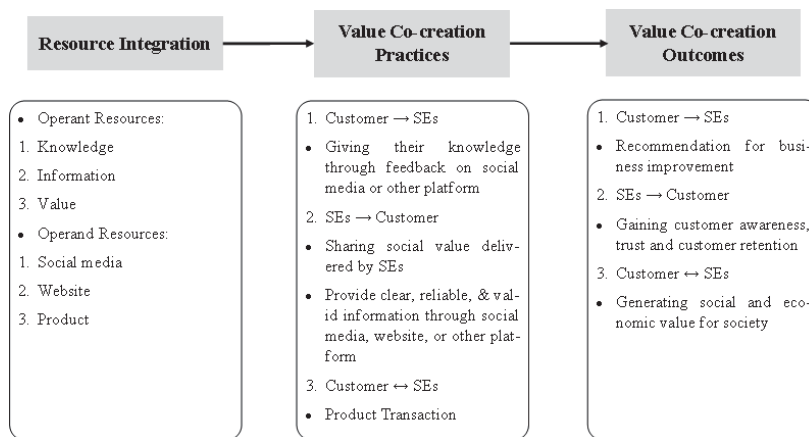 Resource Integration
Value Co-creation
Practices
Value Co-creation
Outcomes
• Operant Resources:
1. Knowledge
2. Information
3. Value
• Operand Resources:
1. Social media
2. Website
3. Product
1. Customer → SEs
• Giving their knowledge
through feedback on social
media or other platform
2. SEs → Customer
• Sharing social value deliv-
ered by SEs
• Provide clear, reliable, & val-
id information through social
media, website, or other plat-
form
3. Customer ↔ SEs
• Product Transaction
1. Customer → SEs
• Recommendation for busi-
ness improvement
2. SEs → Customer
• Gaining customer awareness,
trust and customer retention
3. Customer ↔ SEs
• Generating social and eco-
nomic value for society